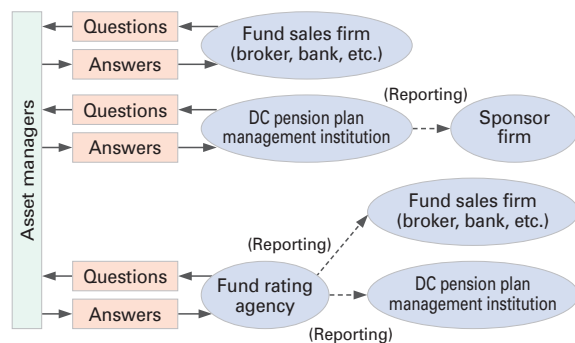 Asset managers
Questions
Answers
Fund sales firm
(broker, bank, etc.)
Questions
Answers
DC pension plan
management institution
(Reporting)
Sponsor
firm
Questions
Answers
Fund rating
agency
(Reporting)
Fund sales firm
(broker, bank, etc.)
(Reporting)
DC pension plan
management institution